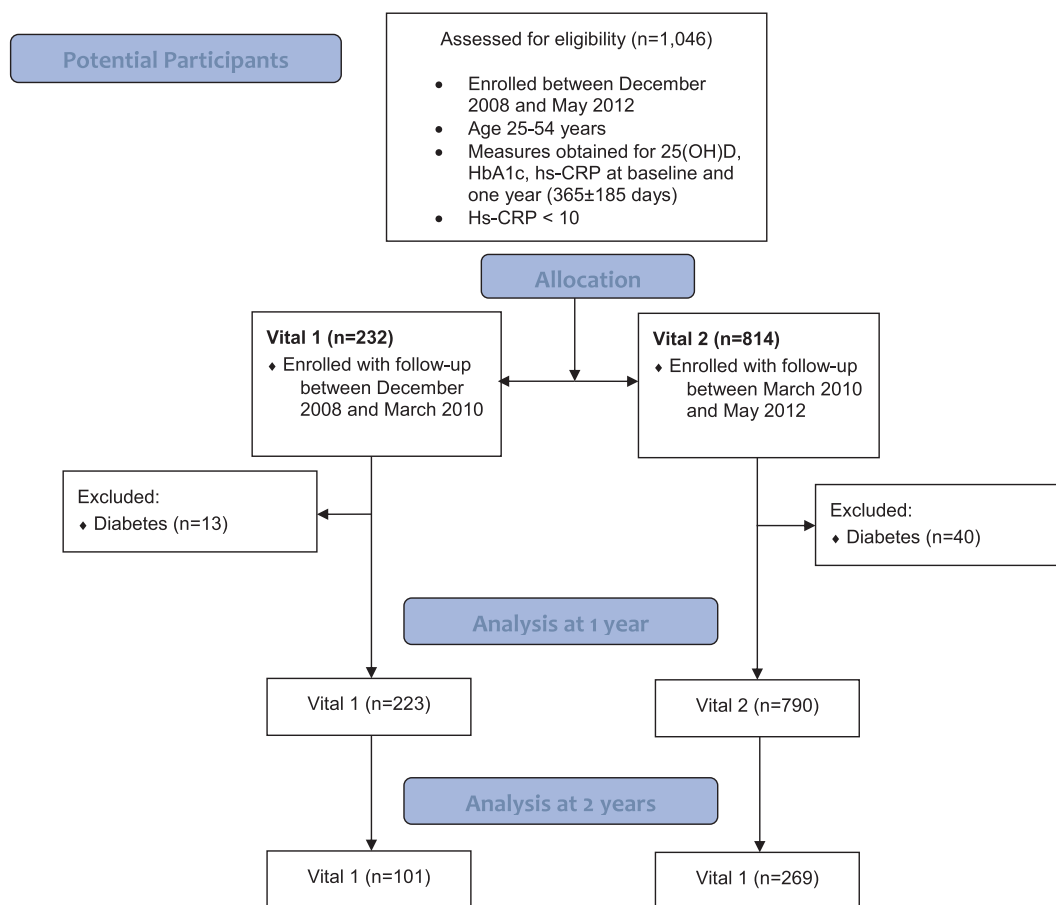 Potential Participants
Assessed for eligibility (n=1,046)
• Enrolled between December
2008 and May 2012
• Age 25-54 years
• Measures obtained for 25(OH)D,
HbA1c, hs-CRP at baseline and
one year (365±185 days)
• Hs-CRP < 10
Allocation
Vital 1 (n=232)
♦ Enrolled with follow-up
between December
2008 and March 2010
Vital 2 (n=814)
♦ Enrolled with follow-up
between March 2010
and May 2012
Excluded:
♦ Diabetes (n=13)
Excluded:
♦ Diabetes (n=40)
Analysis at 1 year
Vital 1 (n=223)
Vital 2 (n=790)
Analysis at 2 years
Vital 1 (n=101)
Vital 1 (n=269)